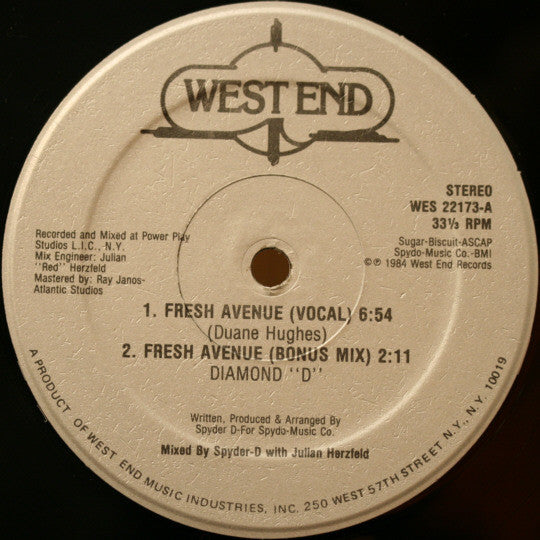 WEST END
STEREO
WES 22173-A
33⅓ RPM
Sugar-Biscuit-ASCAP
Spydo-Music Co.-BMI
©℗ 1984 West End Records
Recorded and Mixed at Power Play
Studios L.I.C., N.Y.
Mix Engineer: Julian
"Red" Herzfeld
Mastered by: Ray Janos-
Atlantic Studios
1. FRESH AVENUE (VOCAL) 6:54
(Duane Hughes)
2. FRESH AVENUE (BONUS MIX) 2:11
DIAMOND "D"
Written, Produced & Arranged By
Spyder D-For Spydo-Music Co.
Mixed By Spyder-D with Julian Herzfeld
A PRODUCT OF WEST END MUSIC INDUSTRIES, INC. 250 WEST 57TH STREET N.Y., N.Y. 10019